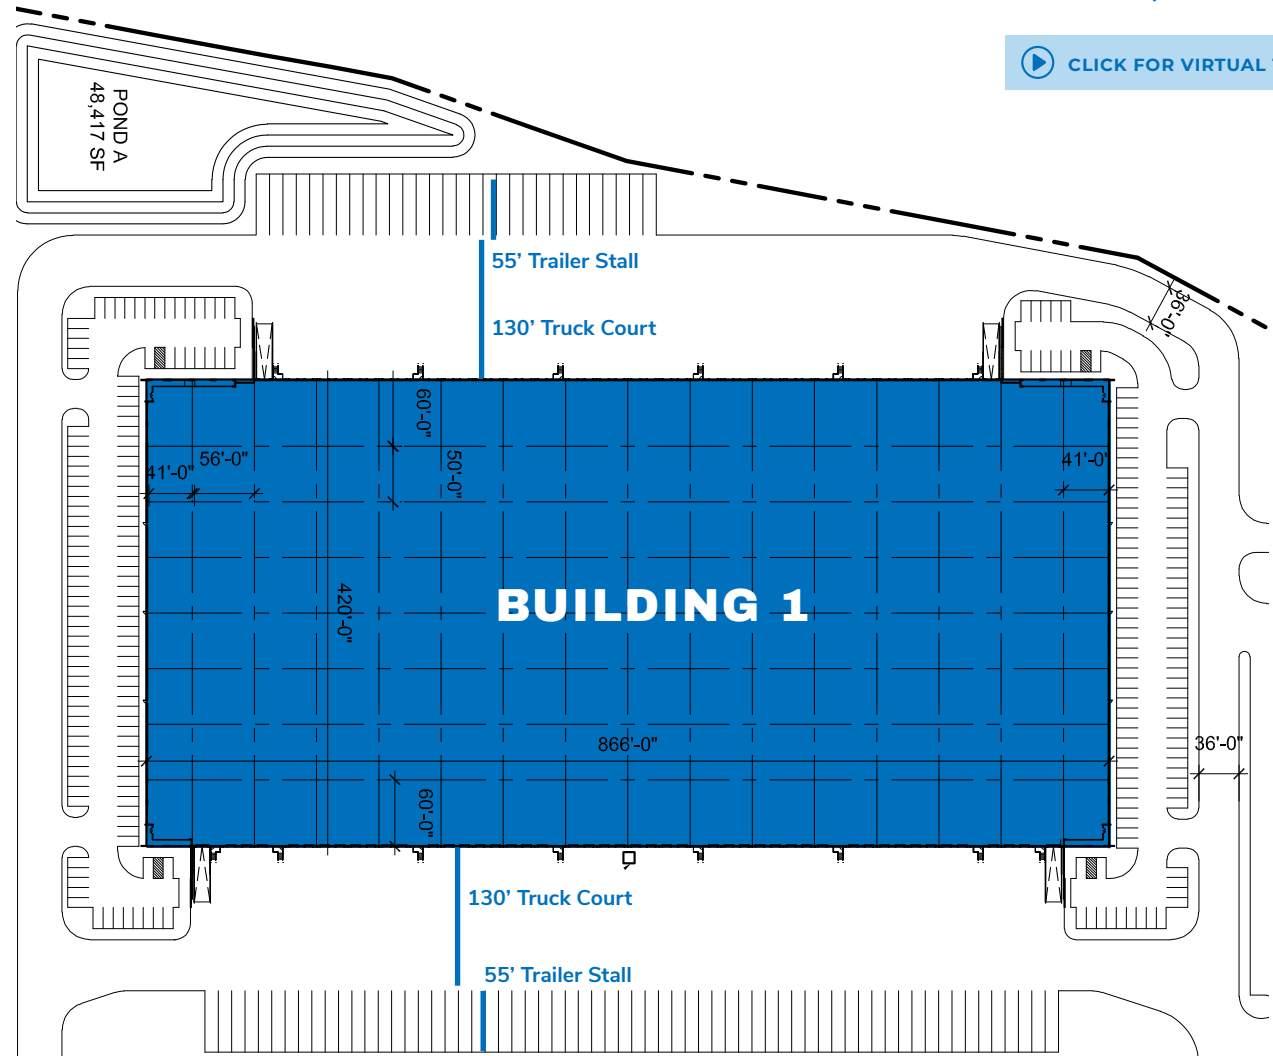 CLICK FOR VIRTUAL
POND A
48,417 SF
55’ Trailer Stall
130’ Truck Court
36'-0"
60'-0"
50'-0"
56'-0"
41'-0"
41'-0"
420'-0"
BUILDING 1
866'-0"
36'-0"
60'-0"
130’ Truck Court
55’ Trailer Stall